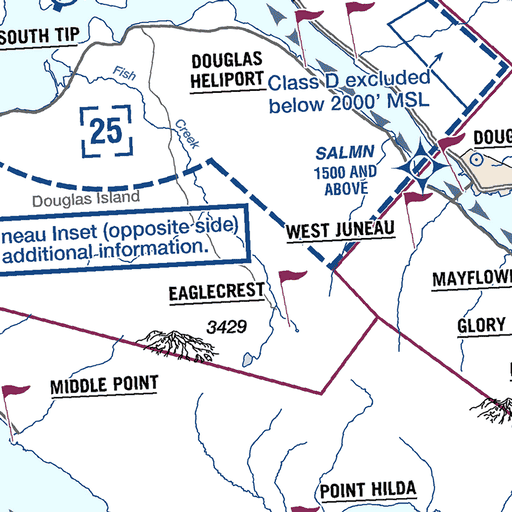 SOUTH TIP
DOUGLAS
HELIPORT
Fish
Creek
Class D excluded
below 2000' MSL
25
SALMN
1500 AND
ABOVE
DOUG
Douglas Island
neau Inset (opposite side)
additional information.
WEST JUNEAU
EAGLECREST
3429
MAYFLOW
GLORY
MIDDLE POINT
POINT HILDA